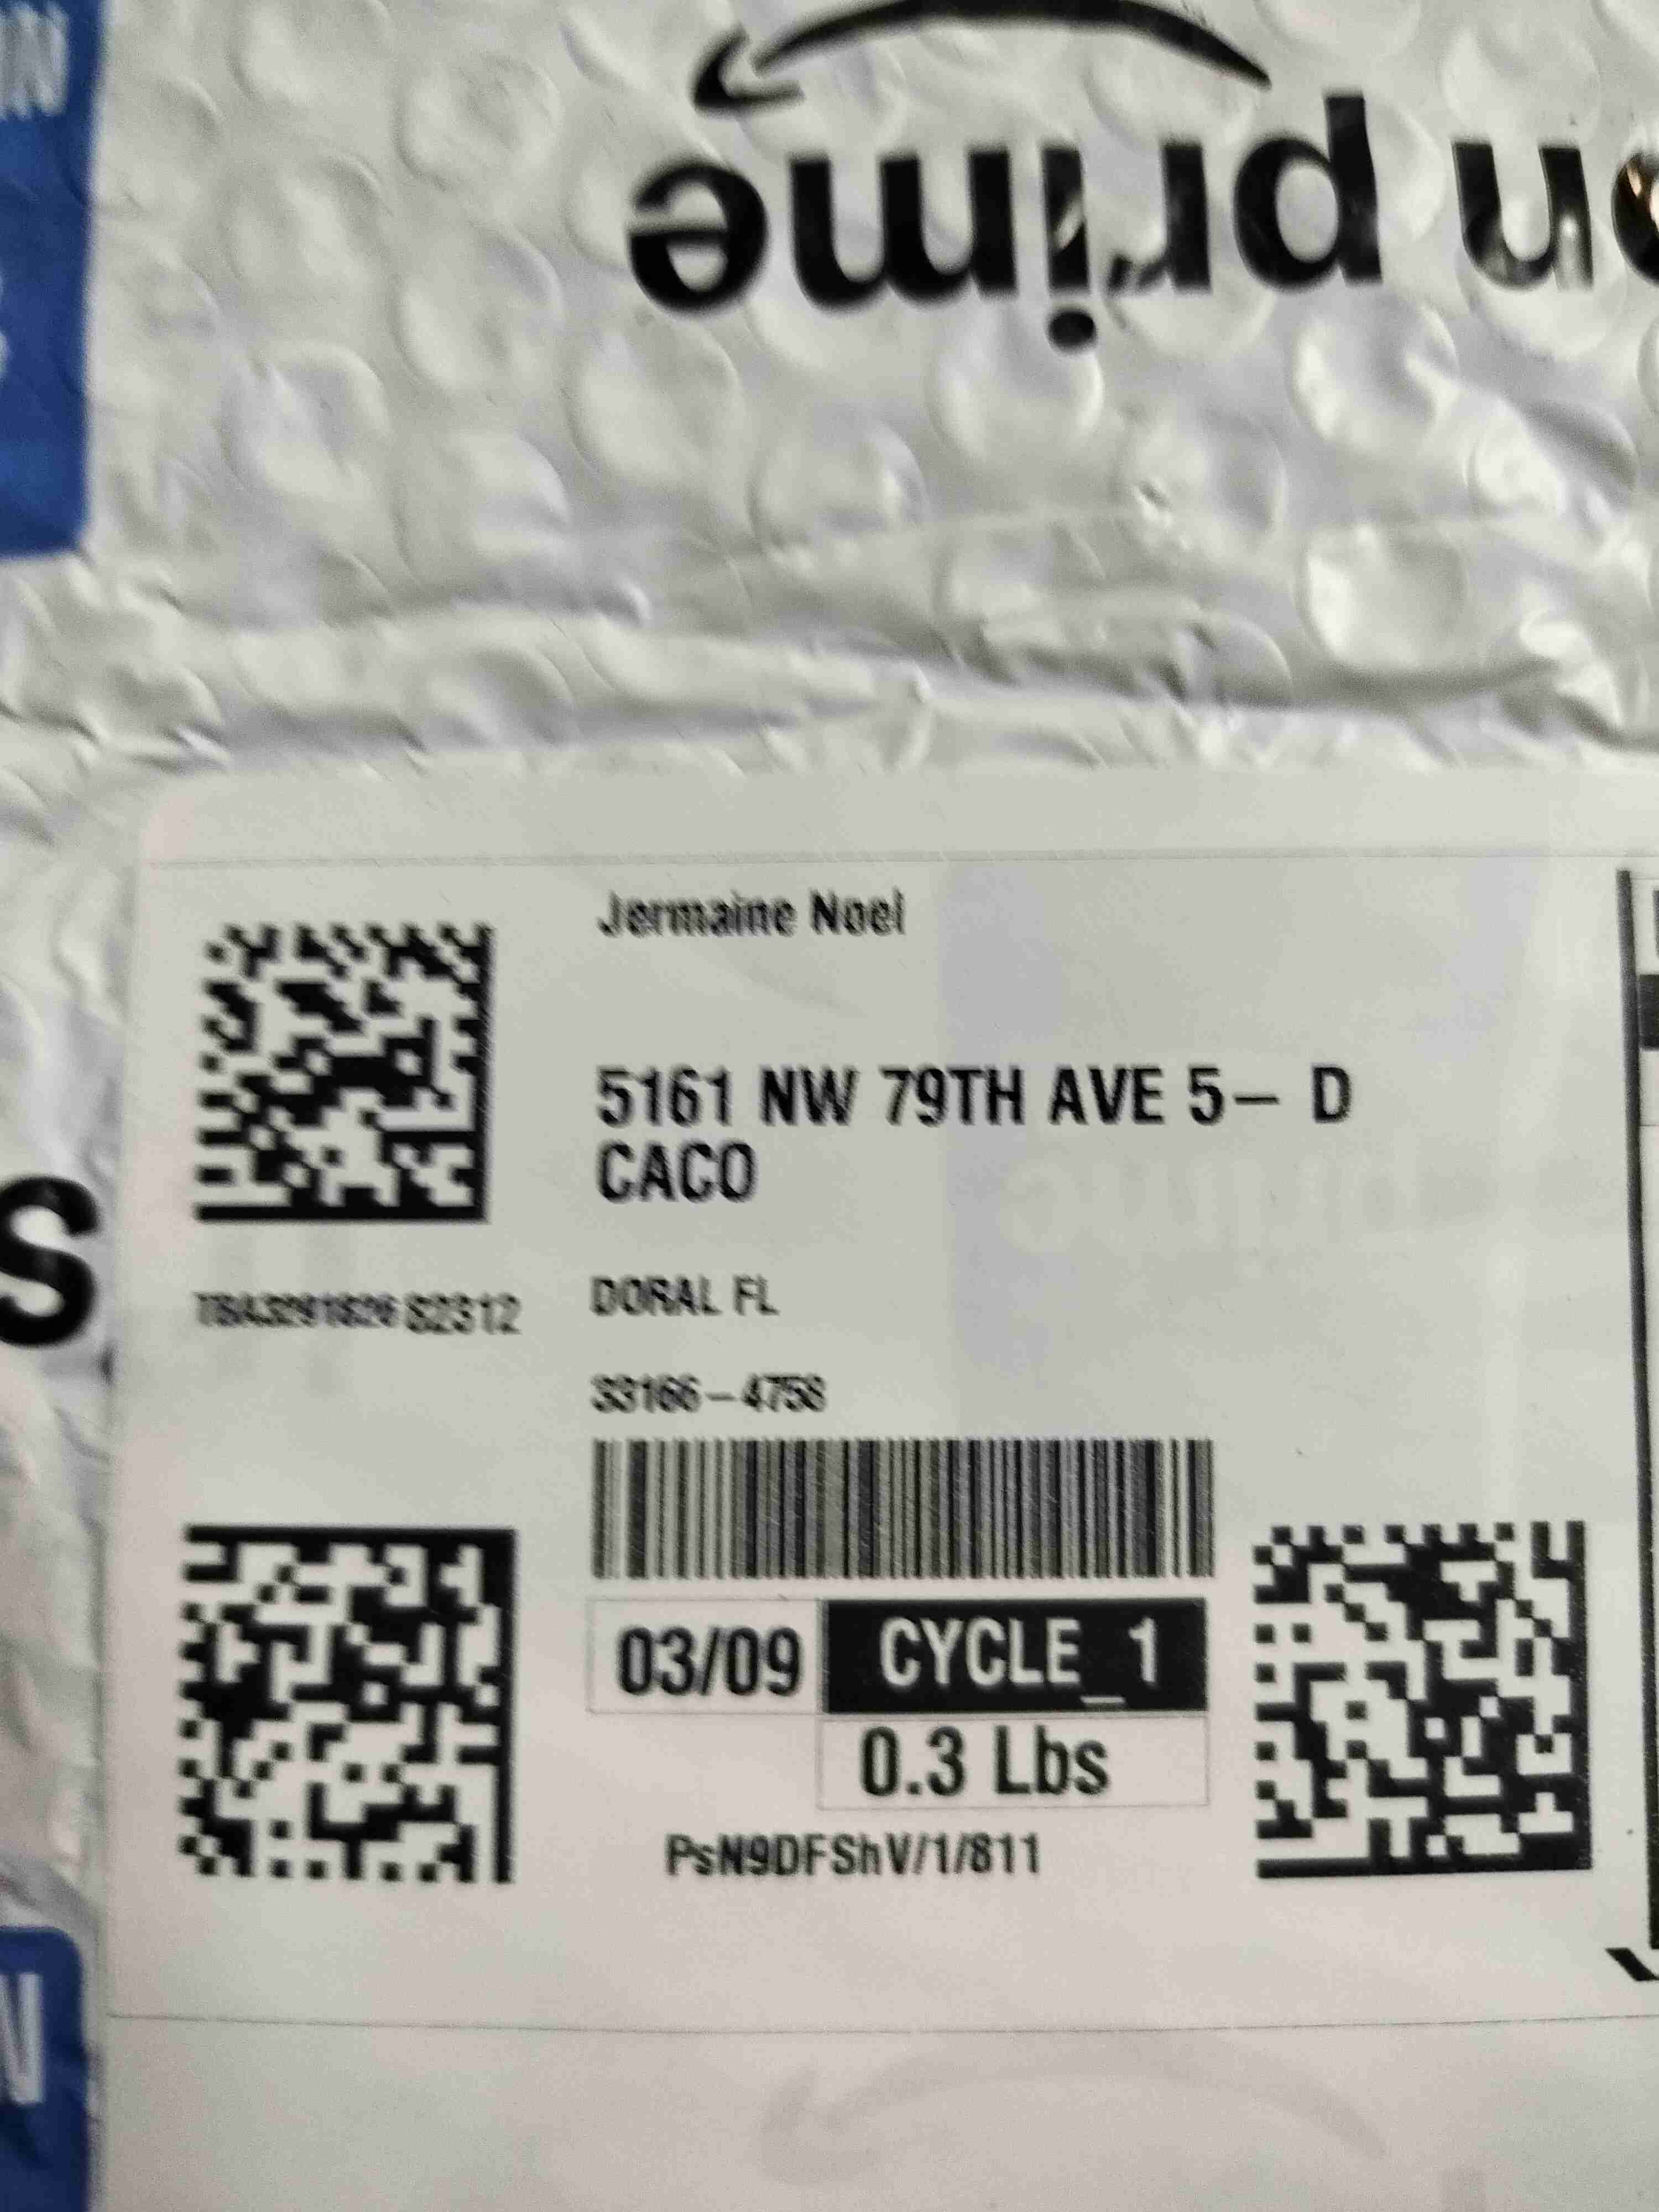 n prime
Jermaine Noel
5161 NW 79TH AVE 5- D
CACO
DORAL FL
33166-4758
03/09
CYCLE_1
0.3 Lbs
PsN9DFShV/1/811